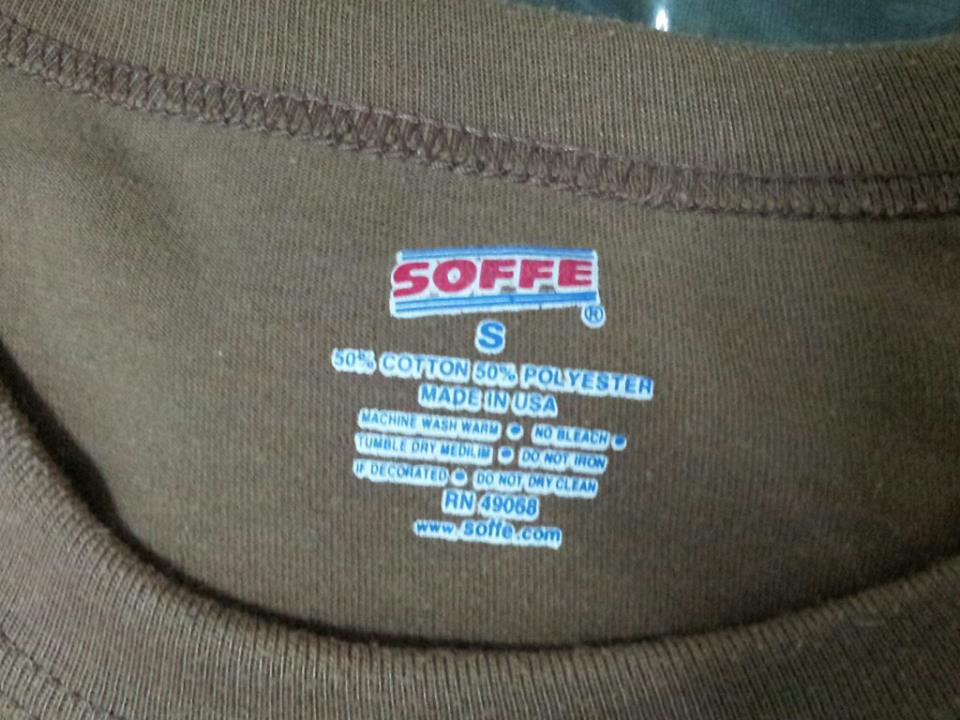 SOFFE®
S
50% COTTON 50% POLYESTER
MADE IN USA
MACHINE WASH WARM • NO BLEACH •
TUMBLE DRY MEDILIM • DO NOT IRON
IF DECORATED • DO NOT DRY CLEAN
RN 49068
www.soffe.com